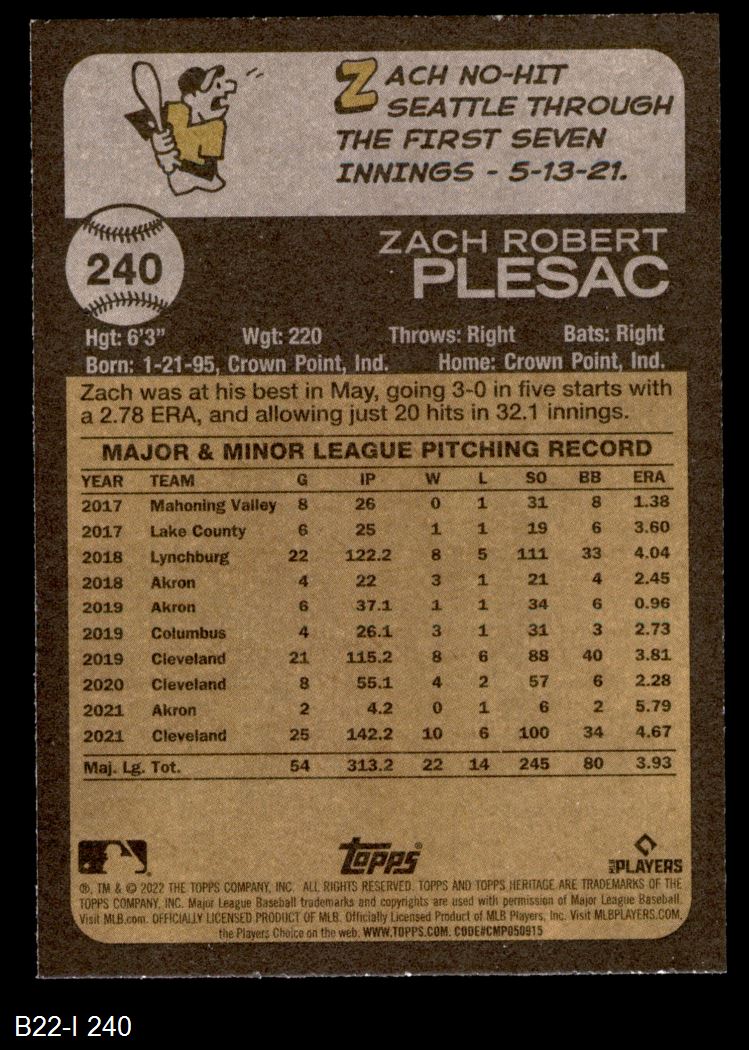 ZACH NO-HIT
SEATTLE THROUGH
THE FIRST SEVEN
INNINGS - 5-13-21.
240
ZACH ROBERT
PLESAC
Hgt: 6'3" Wgt: 220 Throws: Right Bats: Right
Born: 1-21-95, Crown Point, Ind. Home: Crown Point, Ind.
Zach was at his best in May, going 3-0 in five starts with
a 2.78 ERA, and allowing just 20 hits in 32.1 innings.
MAJOR & MINOR LEAGUE PITCHING RECORD
YEAR TEAM G IP W L SO BB ERA
2017 Mahoning Valley 8 26 0 1 31 8 1.38
2017 Lake County 6 25 1 1 19 6 3.60
2018 Lynchburg 22 122.2 8 5 111 33 4.04
2018 Akron 4 22 3 1 21 4 2.45
2019 Akron 6 37.1 1 1 34 6 0.96
2019 Columbus 4 26.1 3 1 31 3 2.73
2019 Cleveland 21 115.2 8 6 88 40 3.81
2020 Cleveland 8 55.1 4 2 57 6 2.28
2021 Akron 2 4.2 0 1 6 2 5.79
2021 Cleveland 25 142.2 10 6 100 34 4.67
Maj. Lg. Tot. 54 313.2 22 14 245 80 3.93
topps
MLB PLAYERS
®, TM & © 2022 THE TOPPS COMPANY, INC. ALL RIGHTS RESERVED. TOPPS AND TOPPS HERITAGE ARE TRADEMARKS OF THE
TOPPS COMPANY, INC. Major League Baseball trademarks and copyrights are used with permission of Major League Baseball.
Visit MLB.com. OFFICIALLY LICENSED PRODUCT OF MLB. Officially Licensed Product of MLB Players, Inc. Visit MLBPLAYERS.COM,
the Players Choice on the web. WWW.TOPPS.COM. CODE#CMP050915
B22-I 240